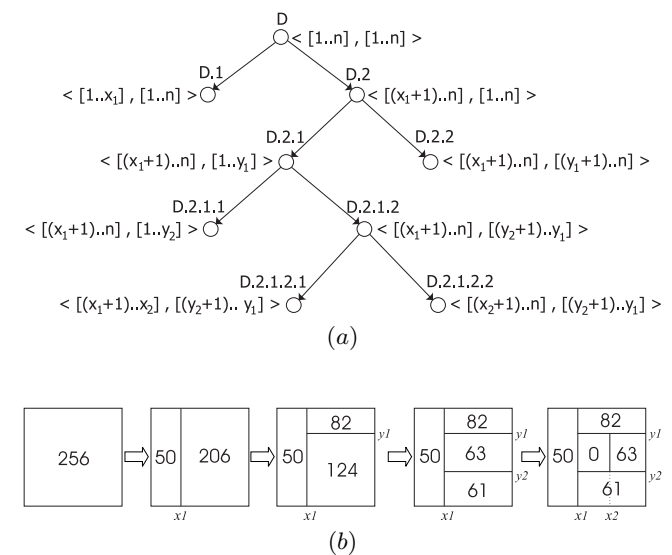 D
< [1..n] , [1..n] >
D.1
D.2
< [1..x1] , [1..n] >
< [(x1+1)..n] , [1..n] >
D.2.1
D.2.2
< [(x1+1)..n] , [1..y1] >
< [(x1+1)..n] , [(y1+1)..n] >
D.2.1.1
D.2.1.2
< [(x1+1)..n] , [1..y2] >
< [(x1+1)..n] , [(y2+1)..y1] >
D.2.1.2.1
D.2.1.2.2
< [(x1+1)..x2] , [(y2+1).. y1] >
< [(x2+1)..n] , [(y2+1)..y1] >
(a)
256
50 206
x1
50 82 124
y1
x1
50 82 63 61
y1
y2
x1
50 82 0 63 61
y1
y2
x1 x2
(b)